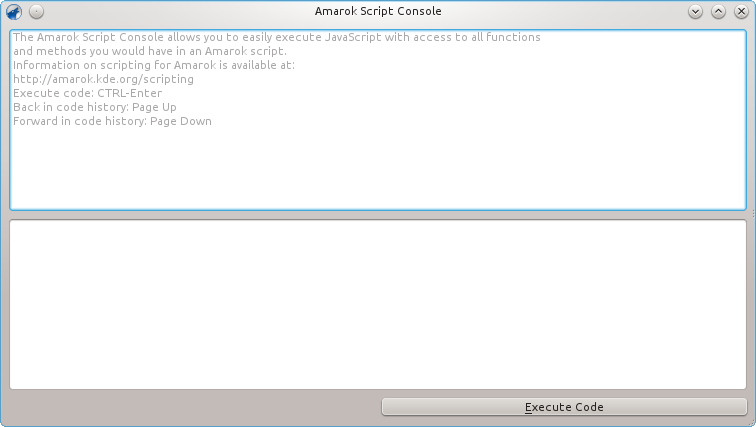 Amarok Script Console
The Amarok Script Console allows you to easily execute JavaScript with access to all functions
and methods you would have in an Amarok script.
Information on scripting for Amarok is available at:
http://amarok.kde.org/scripting
Execute code: CTRL-Enter
Back in code history: Page Up
Forward in code history: Page Down
Execute Code